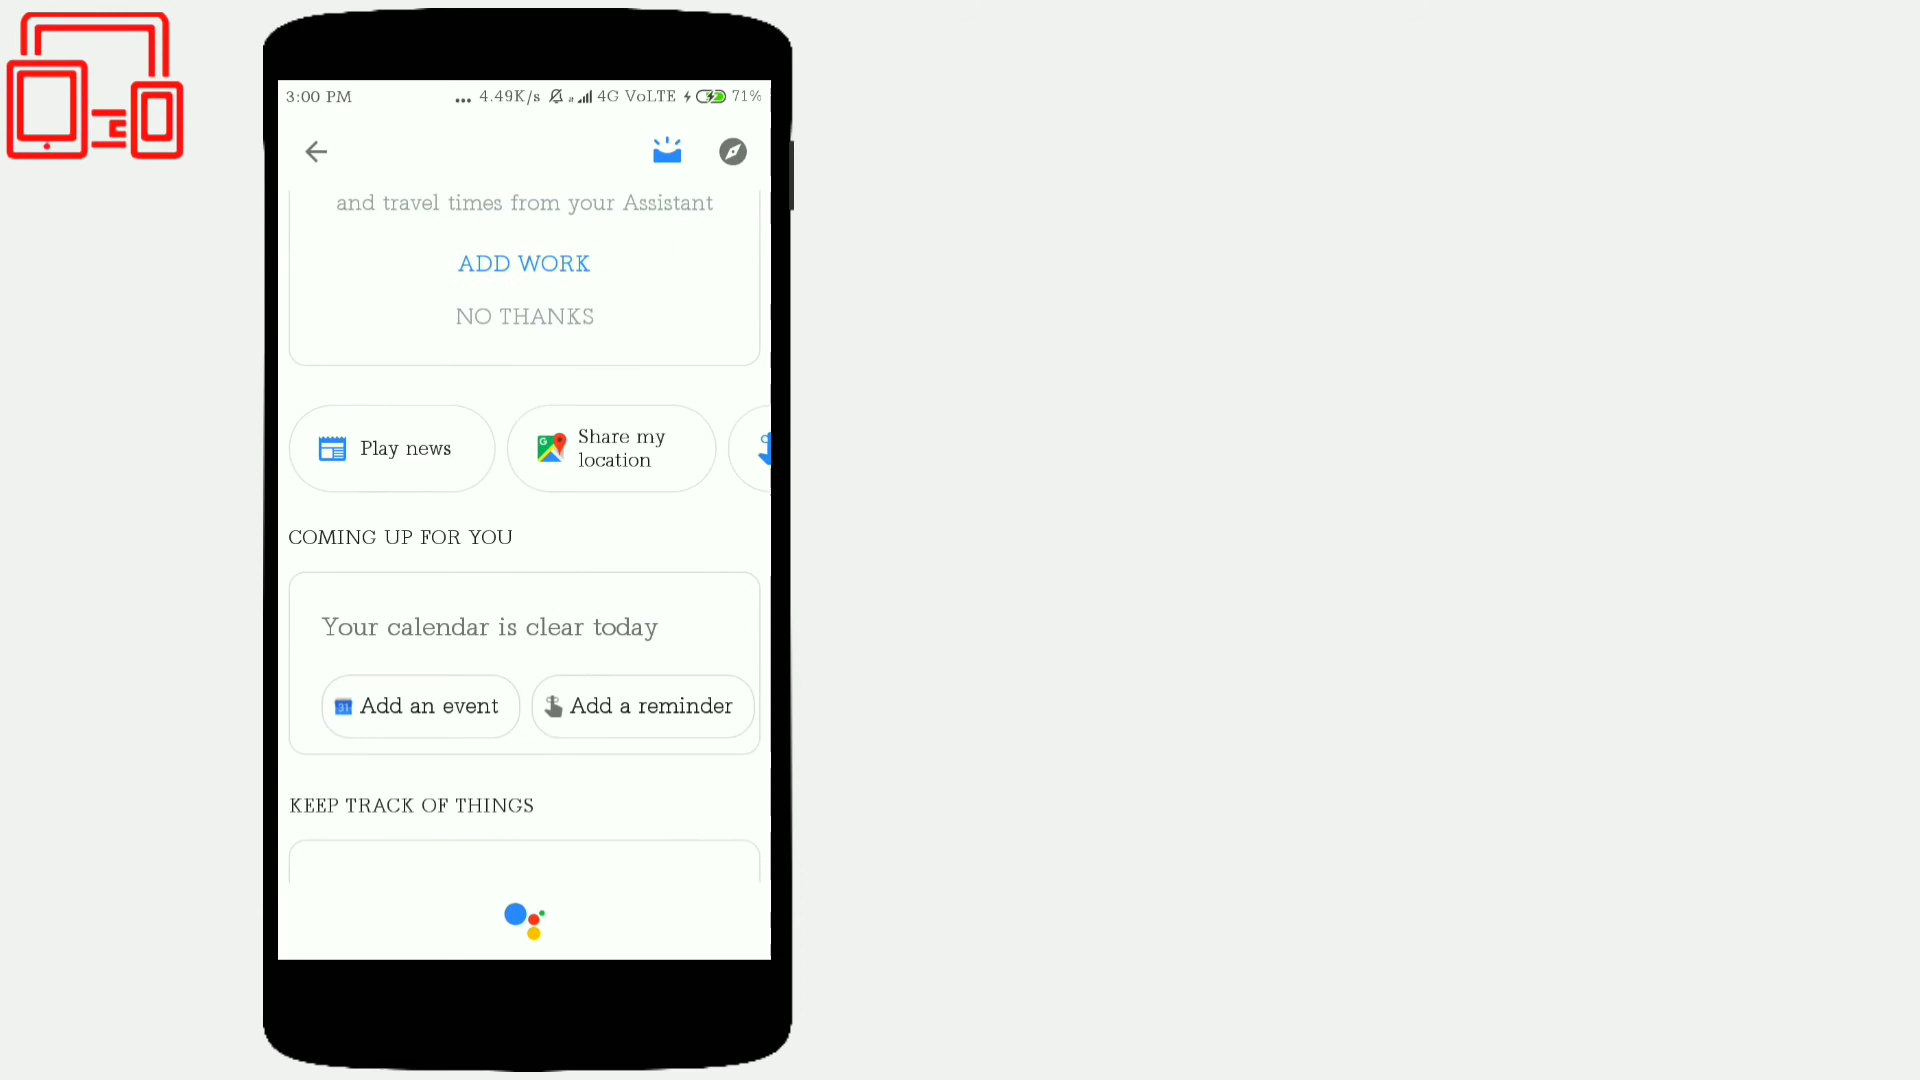 3:00 PM ... 4.49K/s 4G VoLTE 71%
and travel times from your Assistant
ADD WORK
NO THANKS
Play news
Share my
location
COMING UP FOR YOU
Your calendar is clear today
31 Add an event
Add a reminder
KEEP TRACK OF THINGS